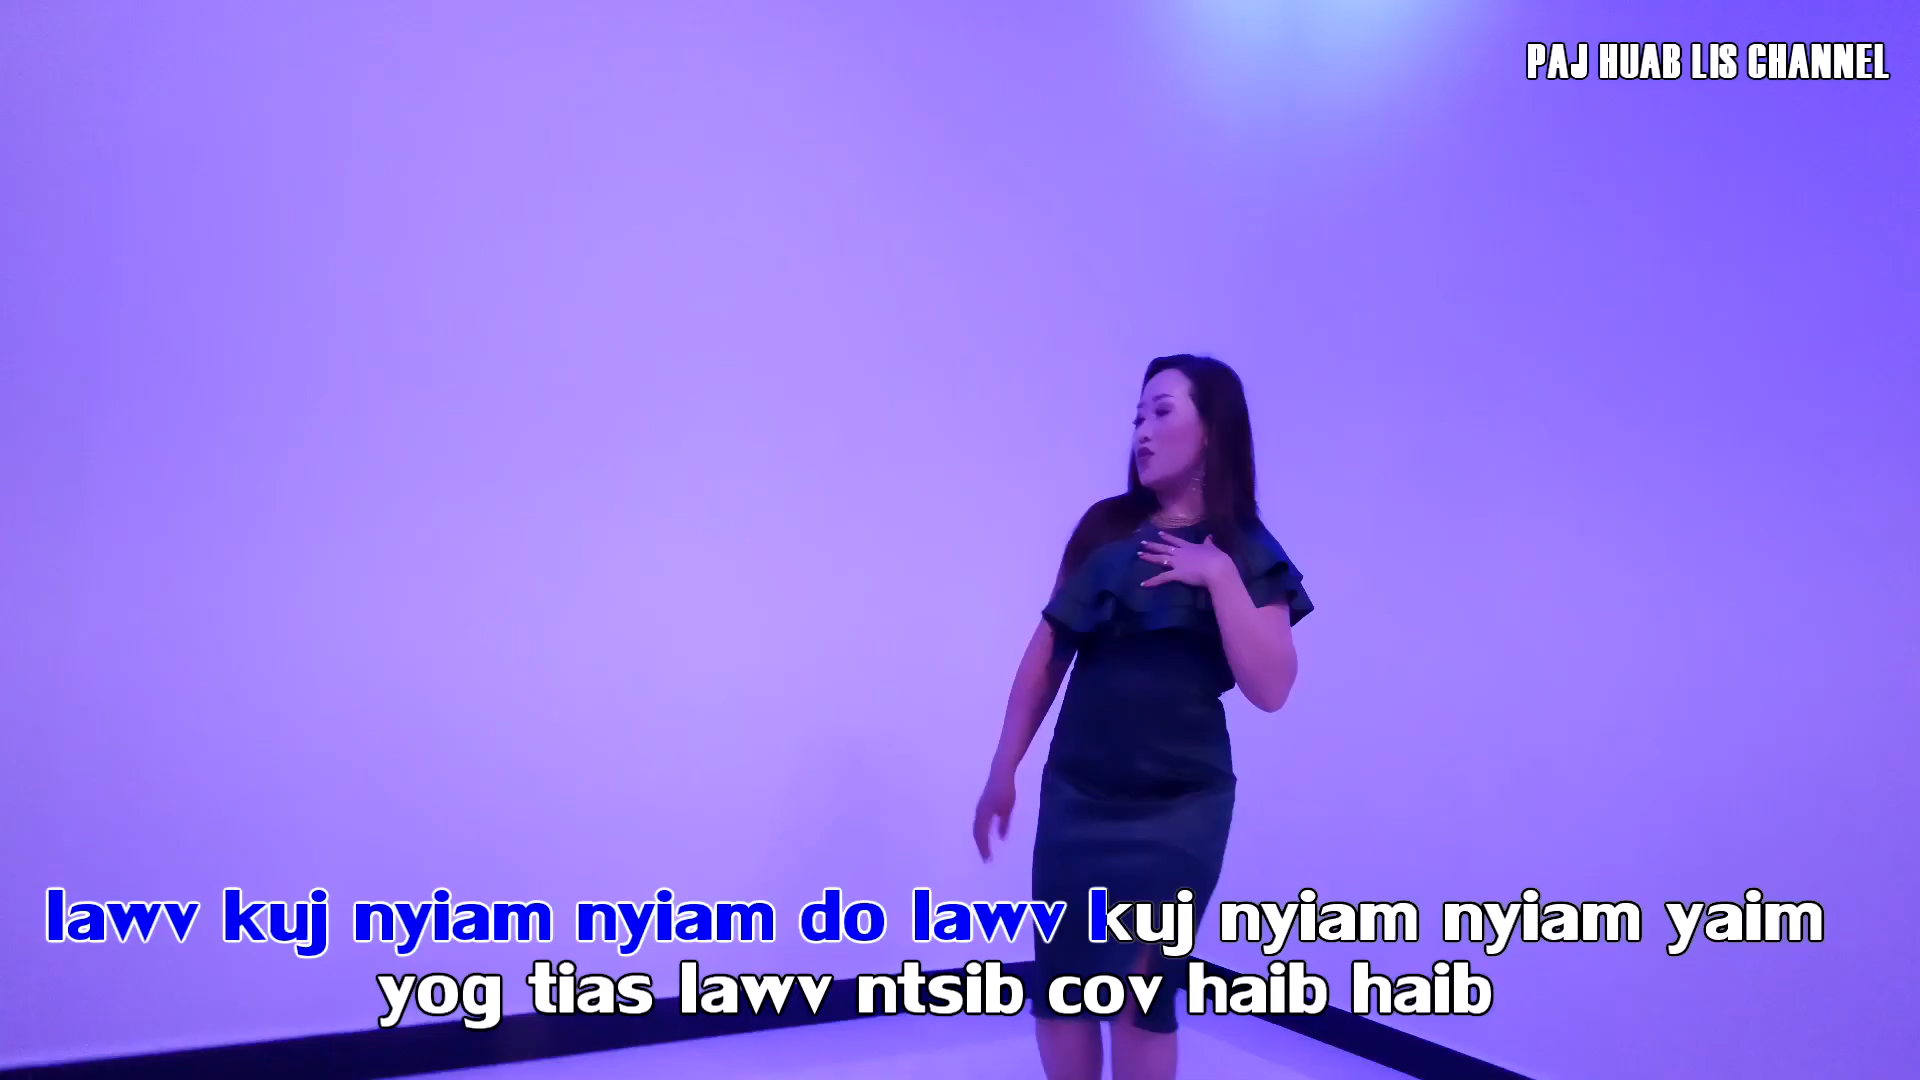 PAJ HUAB LIS CHANNEL
lawv kuj nyiam nyiam do lawv kuj nyiam nyiam yaim
yog tias lawv ntsib cov haib haib